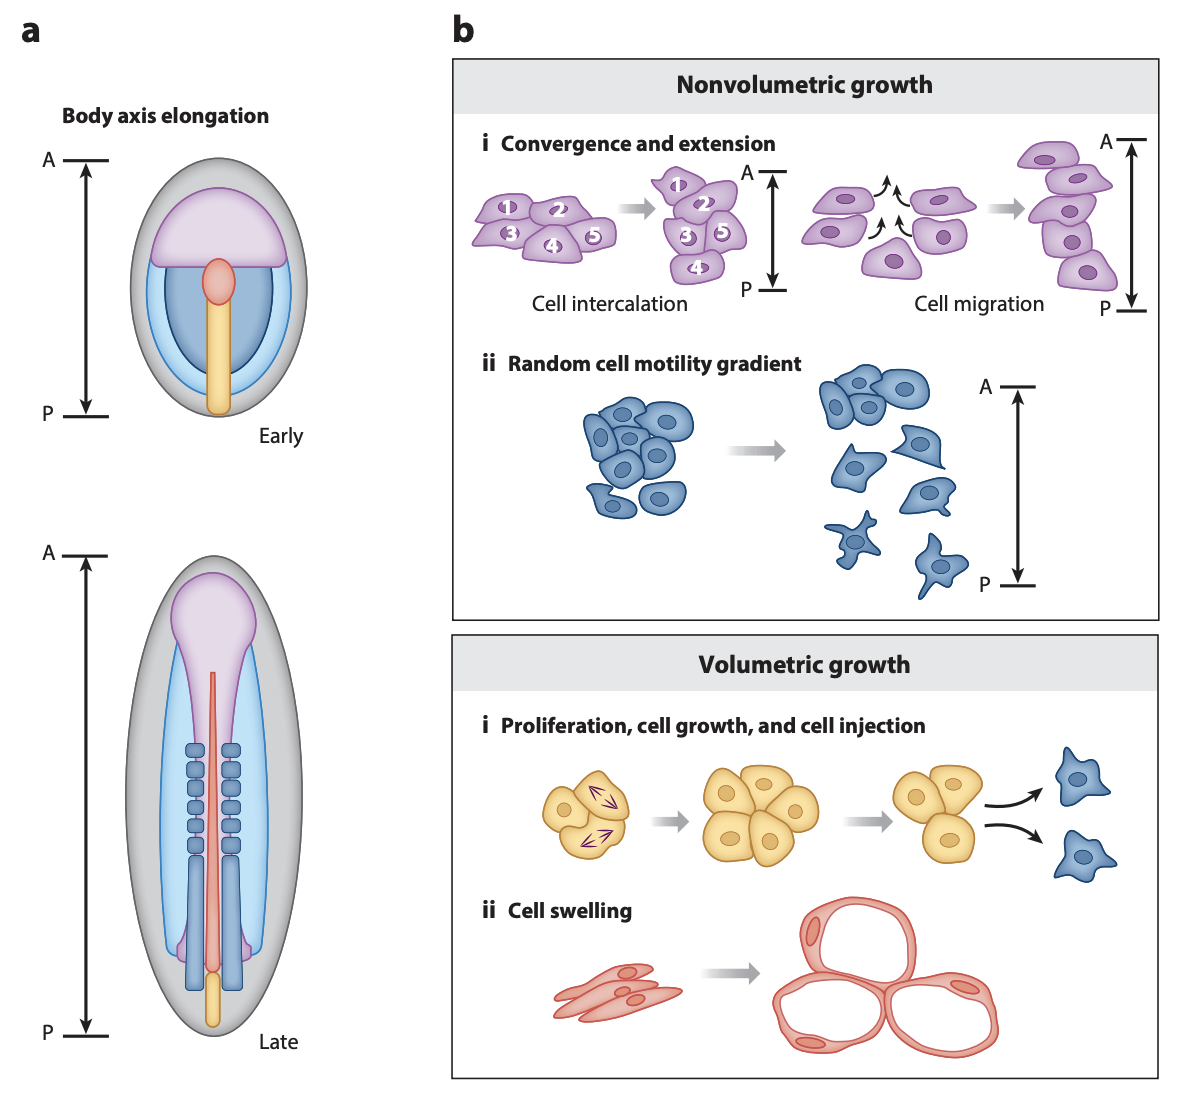 a
Body axis elongation
A
P
Early
A
P
Late
b
Nonvolumetric growth
i Convergence and extension
1
2
3
4
5
1
2
3
5
4
A
P
Cell intercalation
A
P
Cell migration
ii Random cell motility gradient
A
P
Volumetric growth
i Proliferation, cell growth, and cell injection
ii Cell swelling